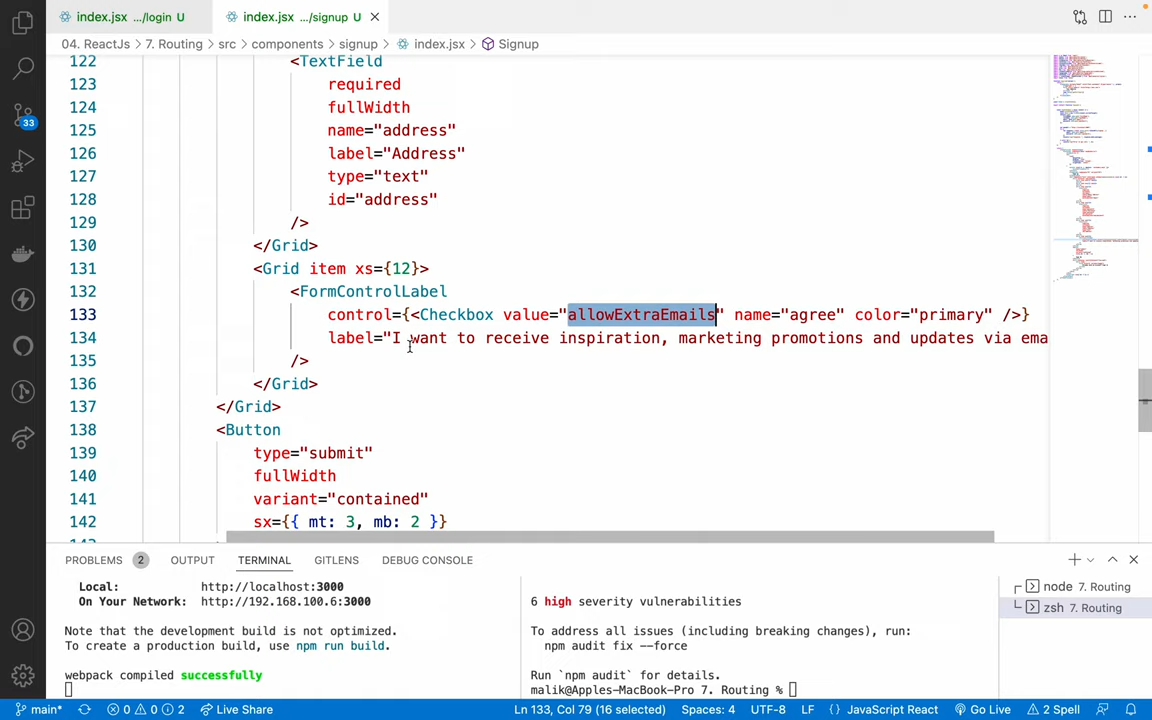 index.jsx .../login U
index.jsx .../signup U
04. ReactJs > 7. Routing > src > components > signup > index.jsx > Signup
122 <TextField
123 required
124 fullWidth
125 name="address"
126 label="Address"
127 type="text"
128 id="address"
129 />
130 </Grid>
131 <Grid item xs={12}>
132 <FormControlLabel
133 control={<Checkbox value="allowExtraEmails" name="agree" color="primary" />}
134 label="I want to receive inspiration, marketing promotions and updates via ema
135 />
136 </Grid>
137 </Grid>
138 <Button
139 type="submit"
140 fullWidth
141 variant="contained"
142 sx={{ mt: 3, mb: 2 }}
33
PROBLEMS 2 OUTPUT TERMINAL GITLENS DEBUG CONSOLE
Local: http://localhost:3000
On Your Network: http://192.168.100.6:3000
Note that the development build is not optimized.
To create a production build, use npm run build.
webpack compiled successfully
6 high severity vulnerabilities
To address all issues (including breaking changes), run:
npm audit fix --force
Run `npm audit` for details.
malik@Apples-MacBook-Pro 7. Routing %
node 7. Routing
zsh 7. Routing
main* 0 0 2 Live Share Ln 133, Col 79 (16 selected) Spaces: 4 UTF-8 LF {} JavaScript React Go Live 2 Spell